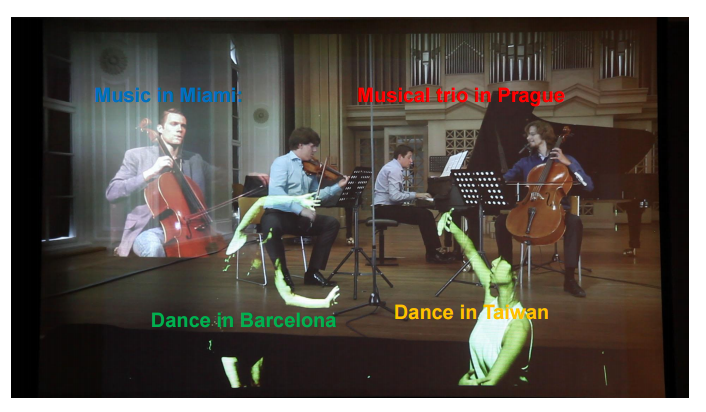 Music in Miami:
Musical trio in Prague
Dance in Barcelona
Dance in Taiwan